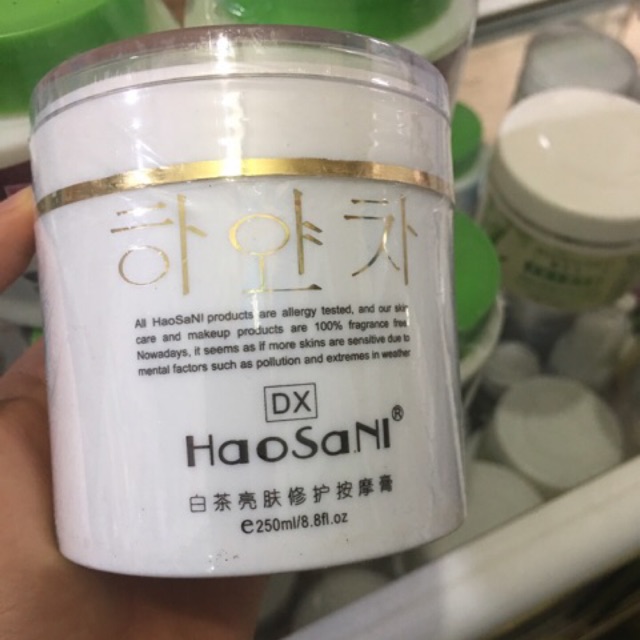 하얀차
All HaoSaNI products are allergy tested, and our skin
care and makeup products are 100% fragrance free
Nowadays, it seems as if more skins are sensitive due to
mental factors such as pollution and extremes in weather
DX
HaoSaNI®
白茶亮肤修护按摩膏
e250ml/8.8fl.oz